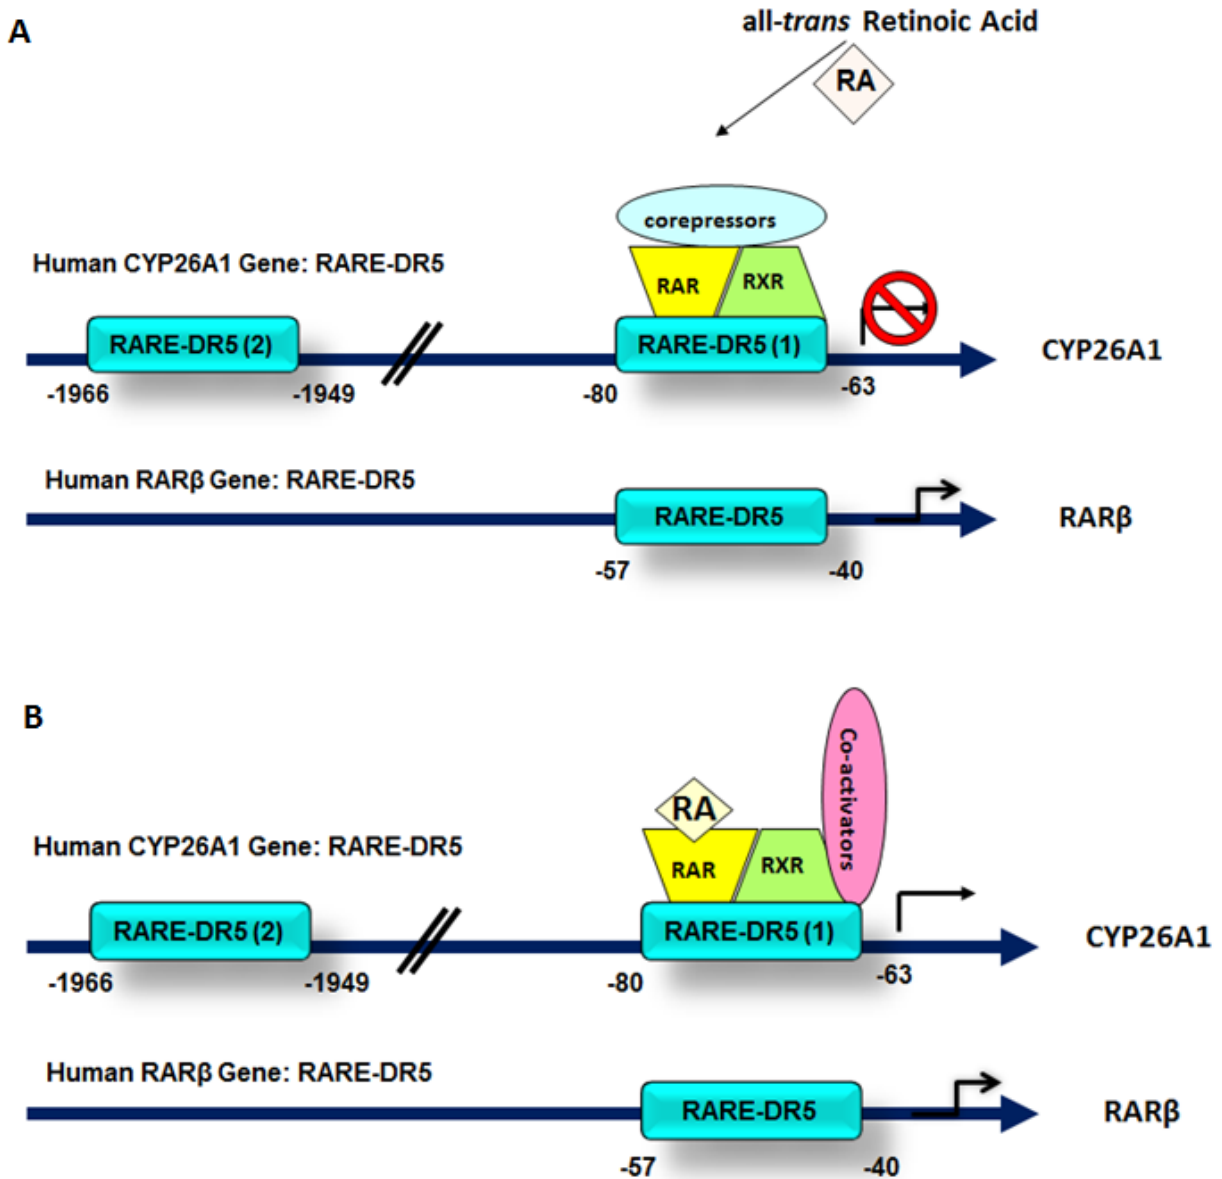 A
all-trans Retinoic Acid
RA
corepressors
Human CYP26A1 Gene: RARE-DR5
RAR
RXR
RARE-DR5 (2)
RARE-DR5 (1)
CYP26A1
-1966
-1949
-80
-63
Human RARβ Gene: RARE-DR5
RARE-DR5
RARβ
-57
-40
B
Co-activators
RA
Human CYP26A1 Gene: RARE-DR5
RAR
RXR
RARE-DR5 (2)
RARE-DR5 (1)
CYP26A1
-1966
-1949
-80
-63
Human RARβ Gene: RARE-DR5
RARE-DR5
RARβ
-57
-40